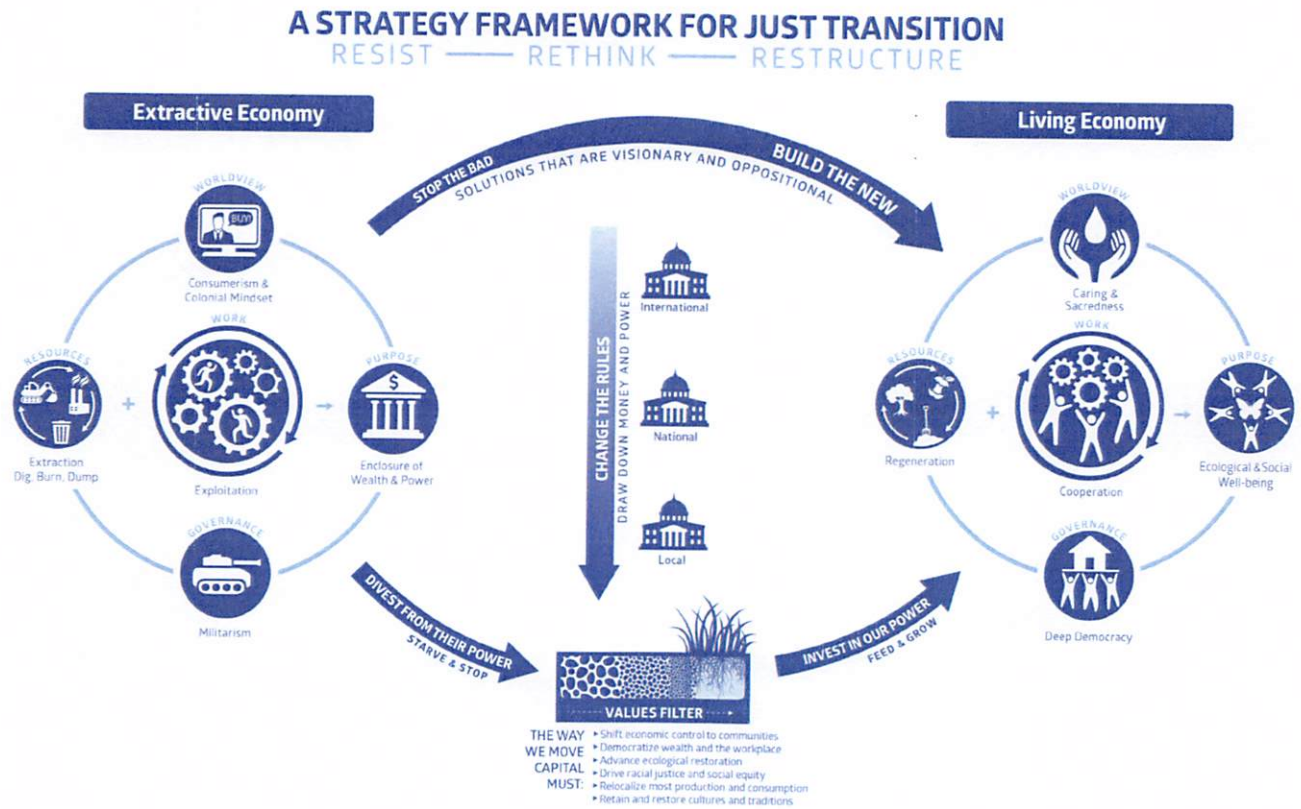 A STRATEGY FRAMEWORK FOR JUST TRANSITION
RESIST — RETHINK — RESTRUCTURE
Extractive Economy
WORLDVIEW
BUY!
Consumerism &
Colonial Mindset
RESOURCES
Extraction
Dig, Burn, Dump
+
WORK
Exploitation
PURPOSE
$
Enclosure of
Wealth & Power
GOVERNANCE
Militarism
STOP THE BAD
BUILD THE NEW
SOLUTIONS THAT ARE VISIONARY AND OPPOSITIONAL
CHANGE THE RULES
DRAW DOWN MONEY AND POWER
International
National
Local
DIVEST FROM THEIR POWER
STARVE & STOP
INVEST IN OUR POWER
FEED & GROW
VALUES FILTER
THE WAY
WE MOVE
CAPITAL
MUST:
Shift economic control to communities
Democratize wealth and the workplace
Advance ecological restoration
Drive racial justice and social equity
Relocalize most production and consumption
Retain and restore cultures and traditions
Living Economy
WORLDVIEW
Caring &
Sacredness
RESOURCES
Regeneration
+
WORK
Cooperation
PURPOSE
Ecological & Social
Well-being
GOVERNANCE
Deep Democracy